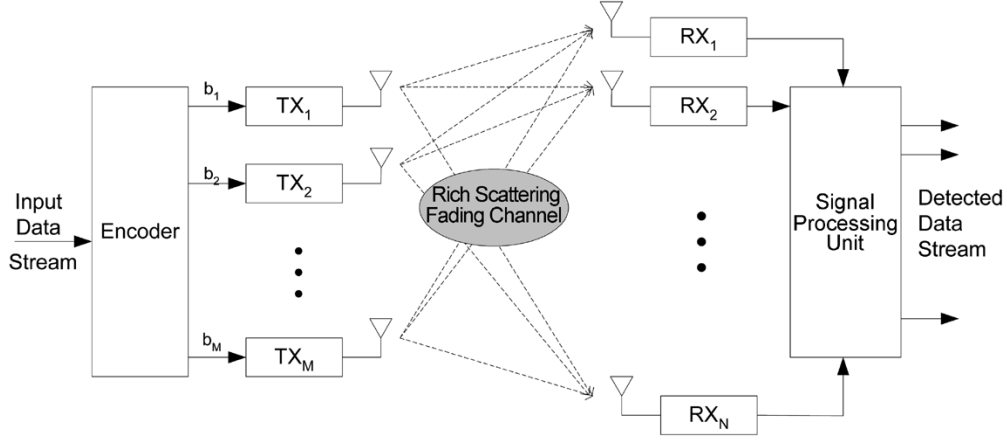 Input
Data
Stream
Encoder
b1
TX1
b2
TX2
bM
TXM
Rich Scattering
Fading Channel
RX1
RX2
RXN
Signal
Processing
Unit
Detected
Data
Stream